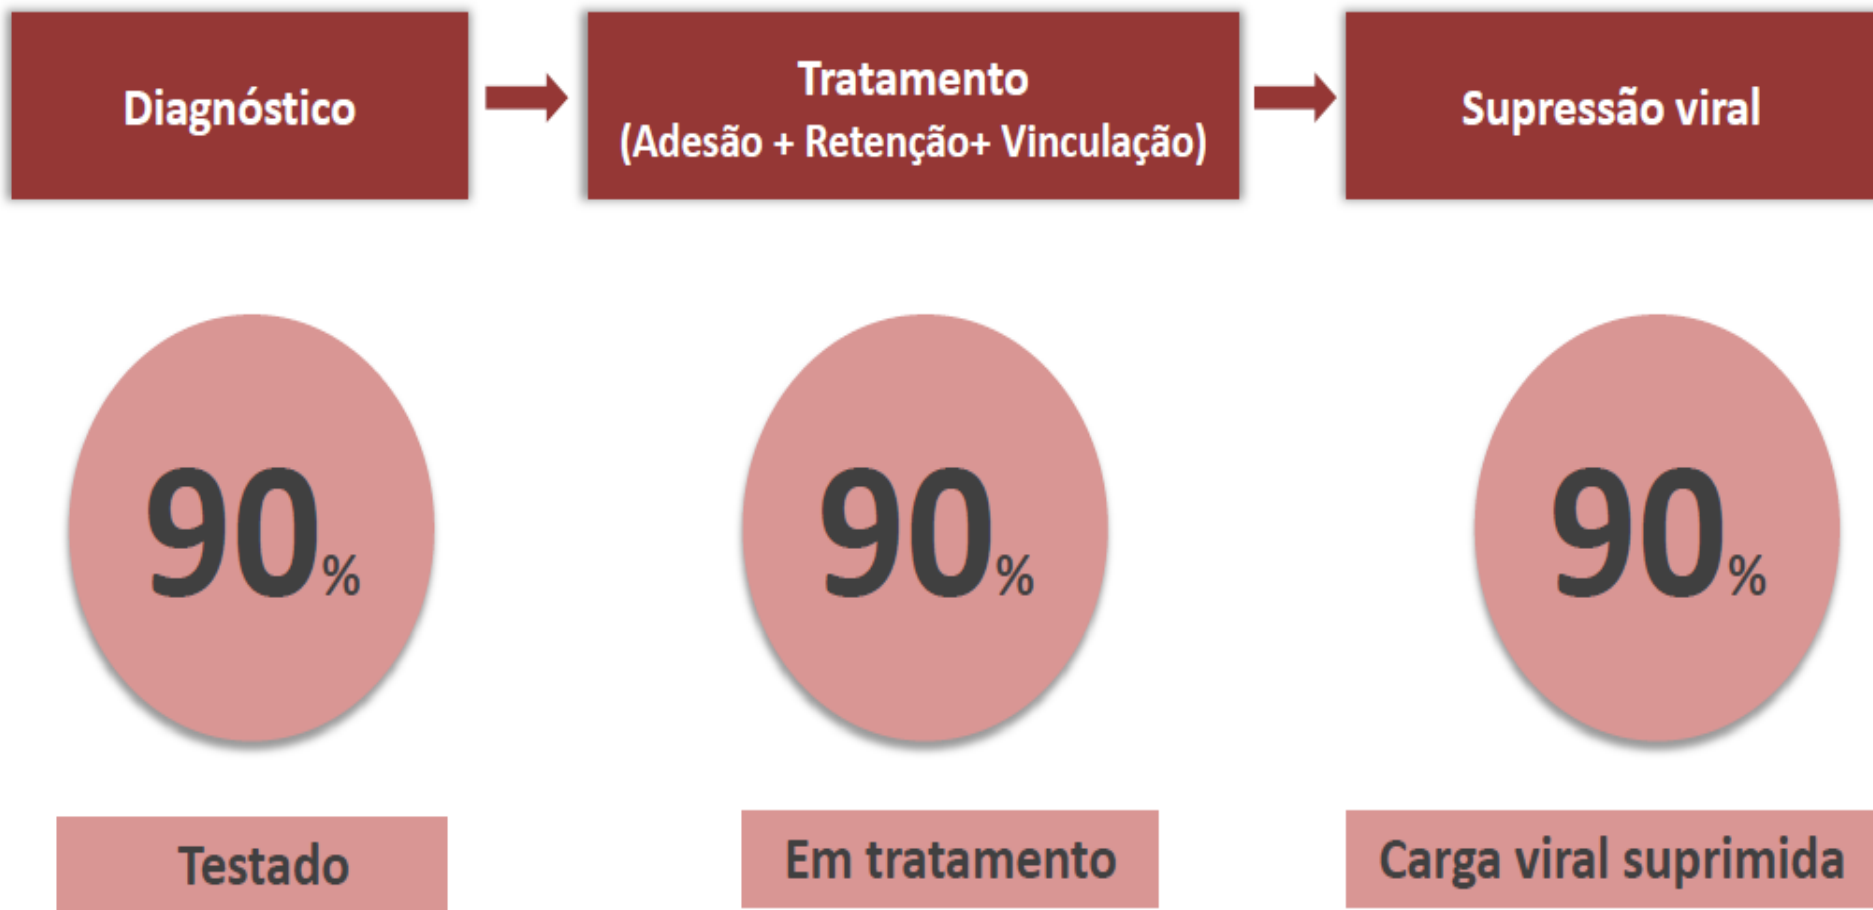 Diagnóstico
Tratamento
(Adesão + Retenção+ Vinculação)
Supressão viral
90%
90%
90%
Testado
Em tratamento
Carga viral suprimida